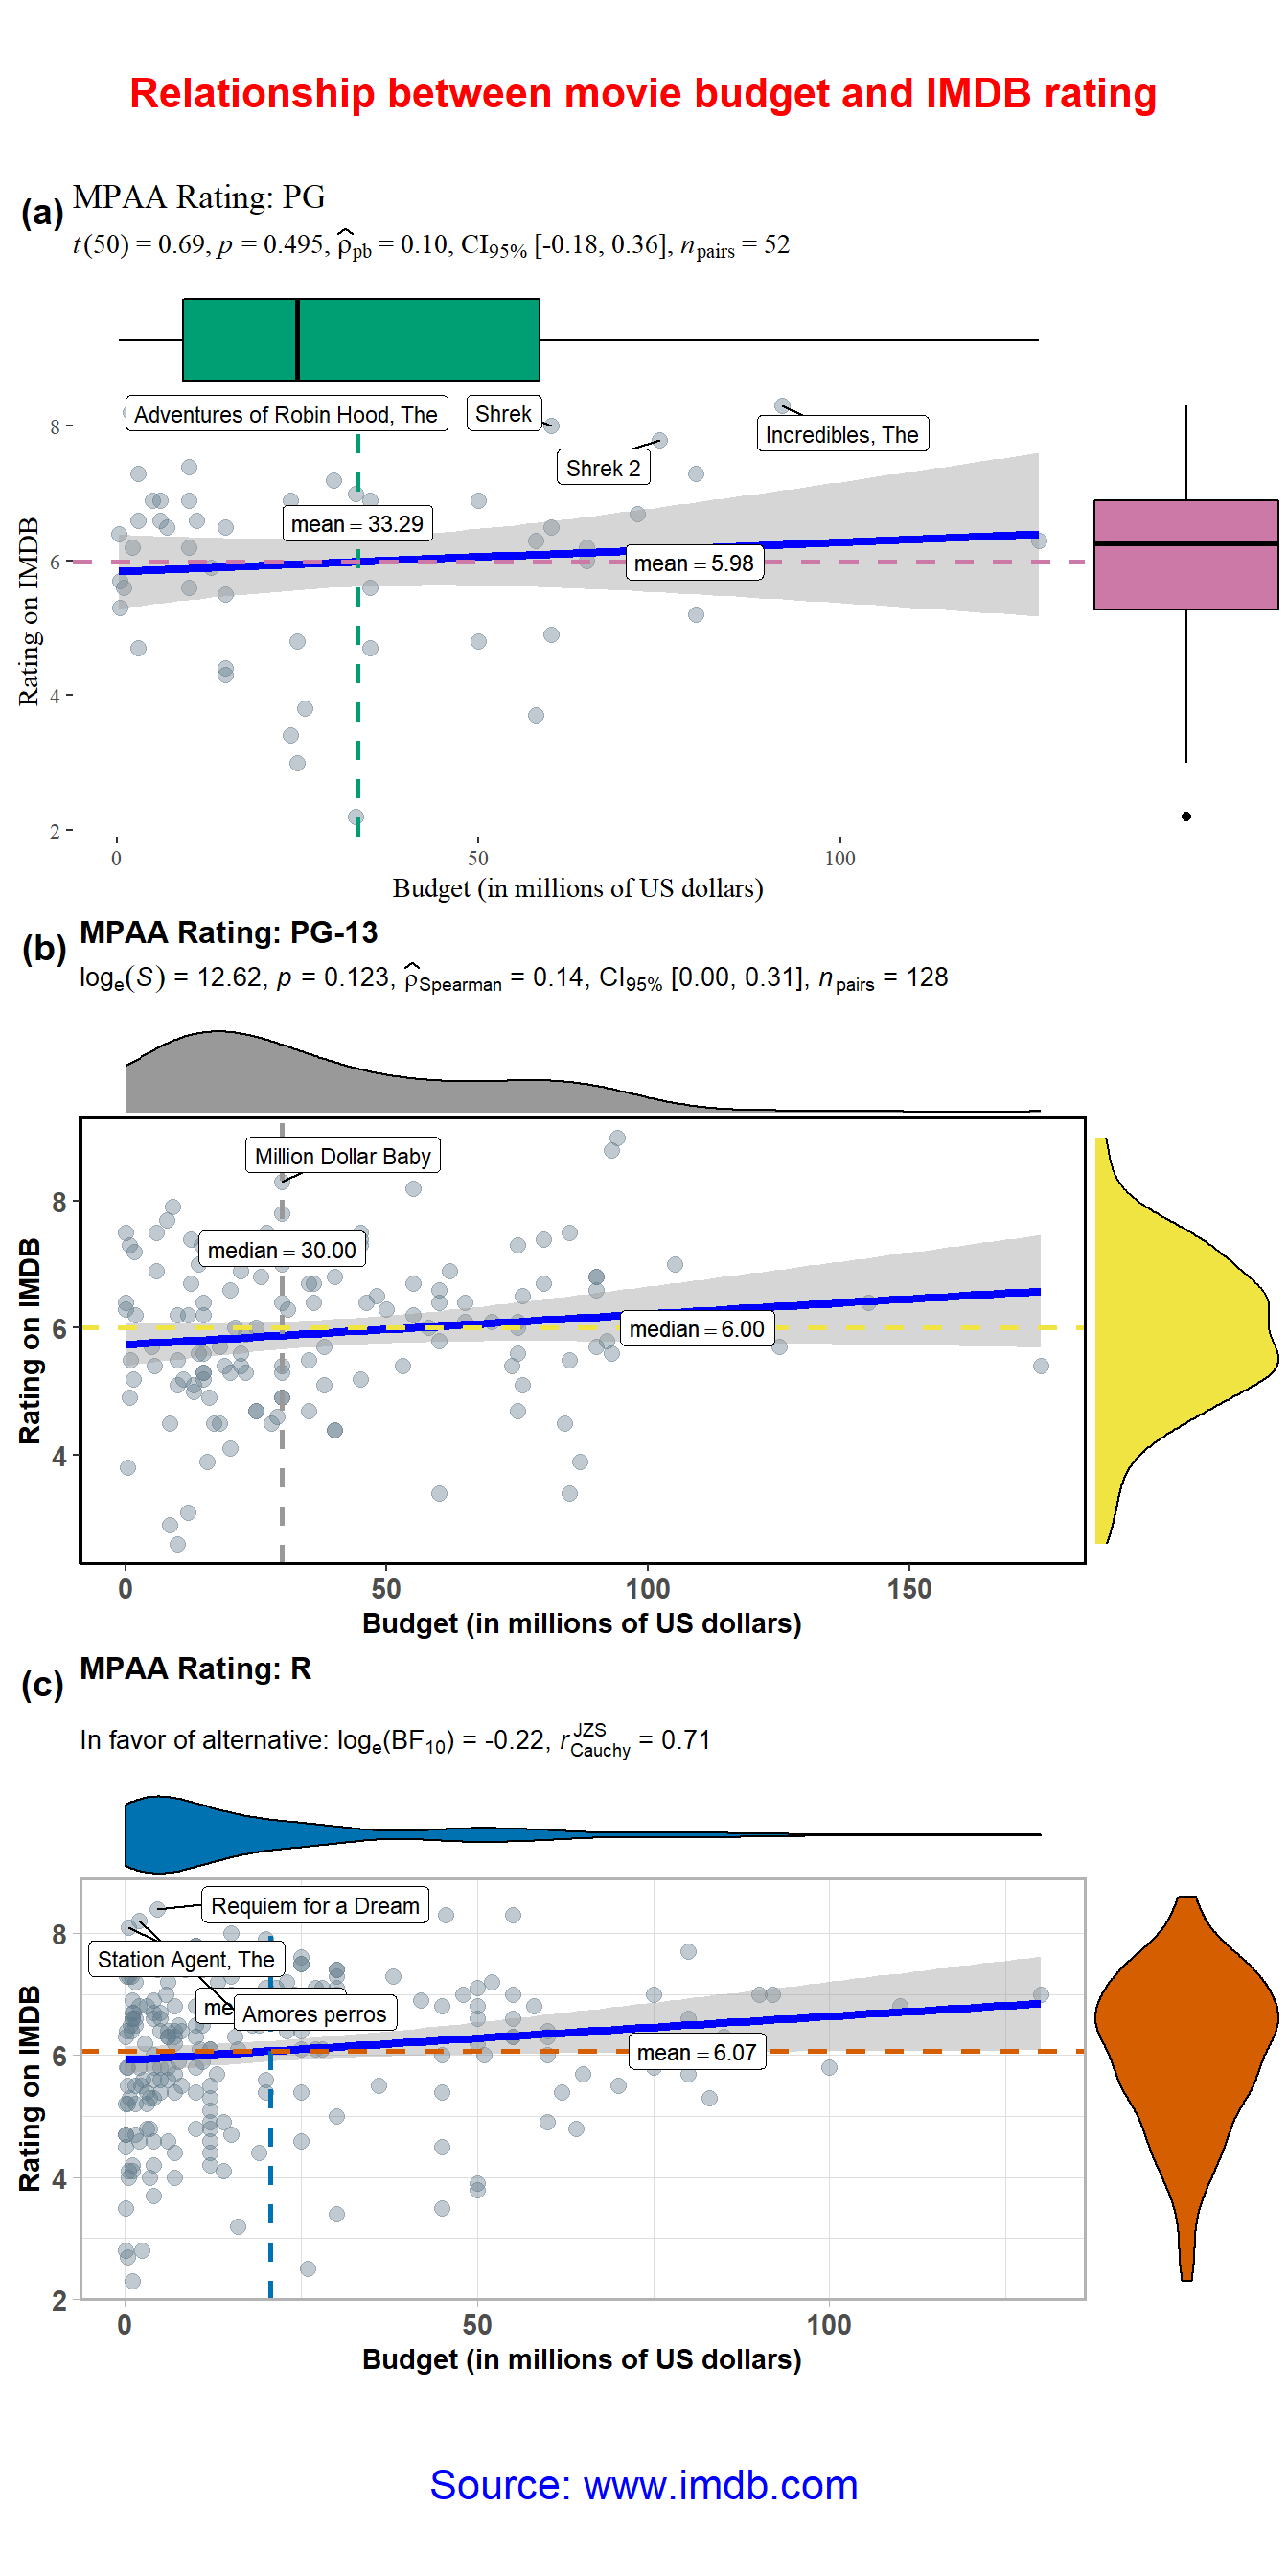 Relationship between movie budget and IMDB rating
(a) MPAA Rating: PG
t(50) = 0.69, p = 0.495, ρ̂pb = 0.10, CI95% [-0.18, 0.36], npairs = 52
Adventures of Robin Hood, The
Shrek
Incredibles, The
Shrek 2
mean = 33.29
mean = 5.98
Rating on IMDB
8
6
4
2
0 50 100
Budget (in millions of US dollars)
(b) MPAA Rating: PG-13
loge(S) = 12.62, p = 0.123, ρ̂Spearman = 0.14, CI95% [0.00, 0.31], npairs = 128
Million Dollar Baby
median = 30.00
median = 6.00
Rating on IMDB
8
6
4
0 50 100 150
Budget (in millions of US dollars)
(c) MPAA Rating: R
In favor of alternative: loge(BF10) = -0.22, rJZSCauchy = 0.71
Requiem for a Dream
Station Agent, The
Amores perros
mean = 6.07
Rating on IMDB
8
6
4
2
0 50 100
Budget (in millions of US dollars)
Source: www.imdb.com